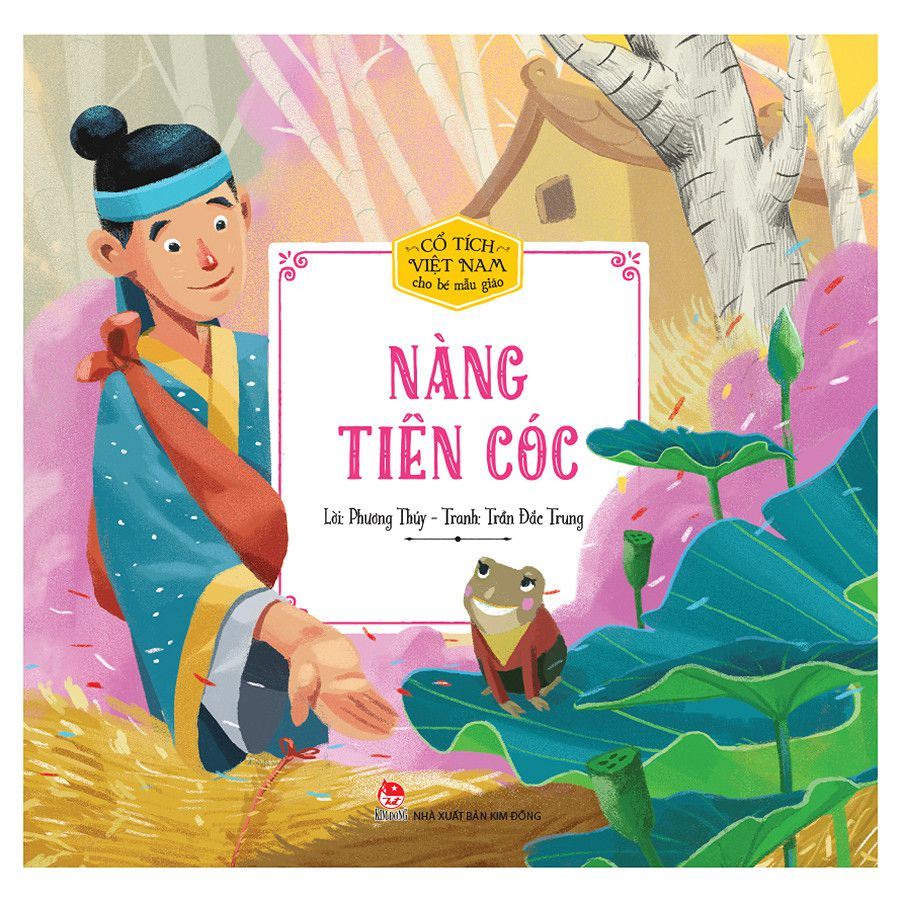 CỔ TÍCH
VIỆT NAM
cho bé mẫu giáo
NÀNG
TIÊN CÓC
Lời: Phương Thúy - Tranh: Trần Đắc Trung
KIM ĐỒNG
NHÀ XUẤT BẢN KIM ĐỒNG